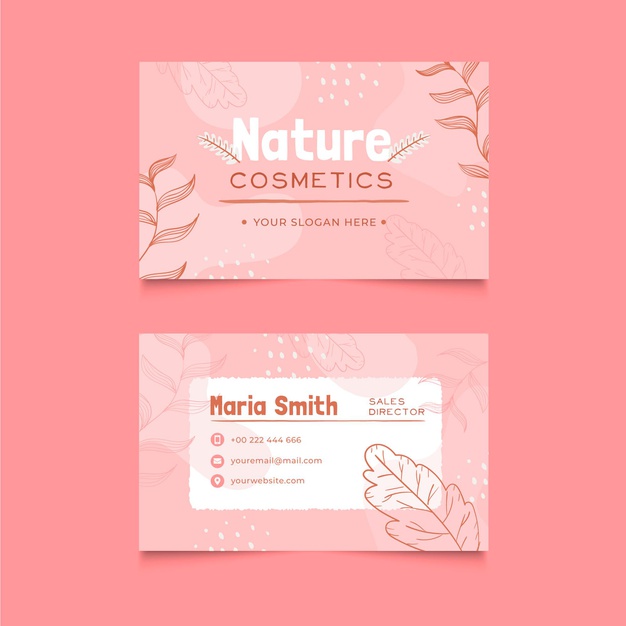 Nature
COSMETICS
• YOUR SLOGAN HERE •
Maria Smith
SALES
DIRECTOR
+00 222 444 666
youremail@mail.com
yourwebsite.com